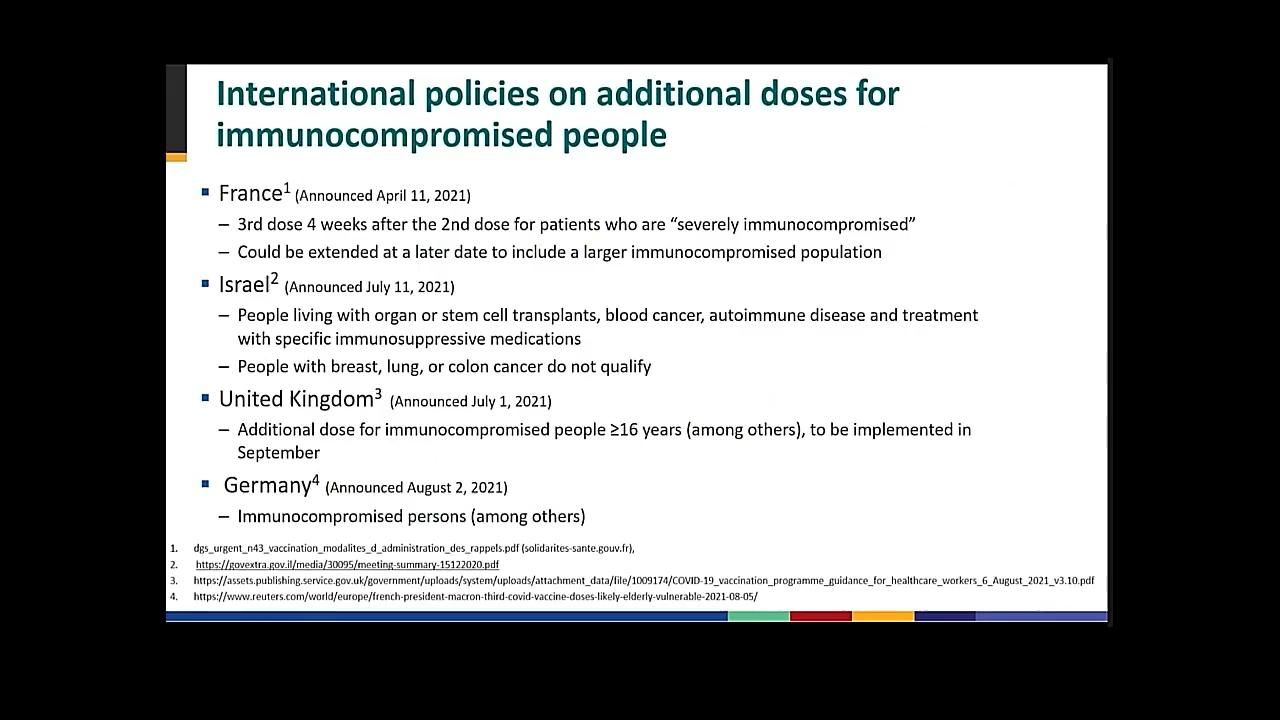 International policies on additional doses for
immunocompromised people
▪ France1 (Announced April 11, 2021)
– 3rd dose 4 weeks after the 2nd dose for patients who are “severely immunocompromised”
– Could be extended at a later date to include a larger immunocompromised population
▪ Israel2 (Announced July 11, 2021)
– People living with organ or stem cell transplants, blood cancer, autoimmune disease and treatment
with specific immunosuppressive medications
– People with breast, lung, or colon cancer do not qualify
▪ United Kingdom3 (Announced July 1, 2021)
– Additional dose for immunocompromised people ≥16 years (among others), to be implemented in
September
▪ Germany4 (Announced August 2, 2021)
– Immunocompromised persons (among others)
1. dgs_urgent_n43_vaccination_modalites_d_administration_des_rappels.pdf (solidarites-sante.gouv.fr),
2. https://govextra.gov.il/media/30095/meeting-summary-15122020.pdf
3. https://assets.publishing.service.gov.uk/government/uploads/system/uploads/attachment_data/file/1009174/COVID-19_vaccination_programme_guidance_for_healthcare_workers_6_August_2021_v3.10.pdf
4. https://www.reuters.com/world/europe/french-president-macron-third-covid-vaccine-doses-likely-elderly-vulnerable-2021-08-05/